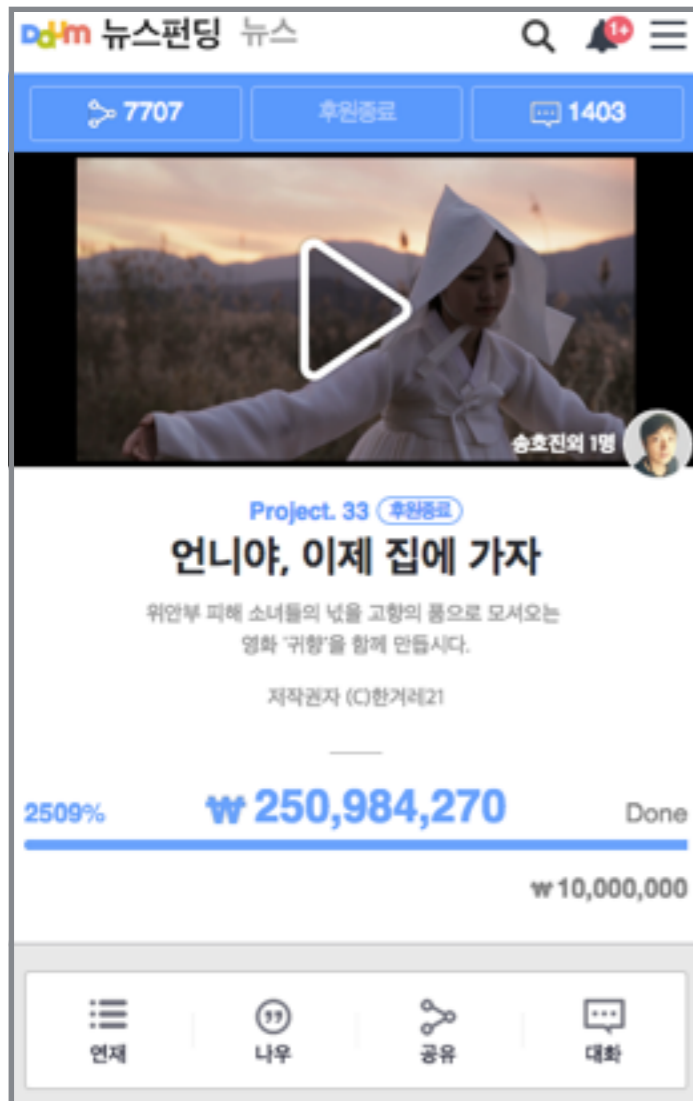 Daum 뉴스펀딩 뉴스
1+
7707 후원종료 1403
송호진외 1명
Project. 33 후원종료
언니야, 이제 집에 가자
위안부 피해 소녀들의 넋을 고향의 품으로 모셔오는
영화 '귀향'을 함께 만듭시다.
저작권자 (C)한겨레21
2509% ₩250,984,270 Done
₩10,000,000
연재 나우 공유 대화